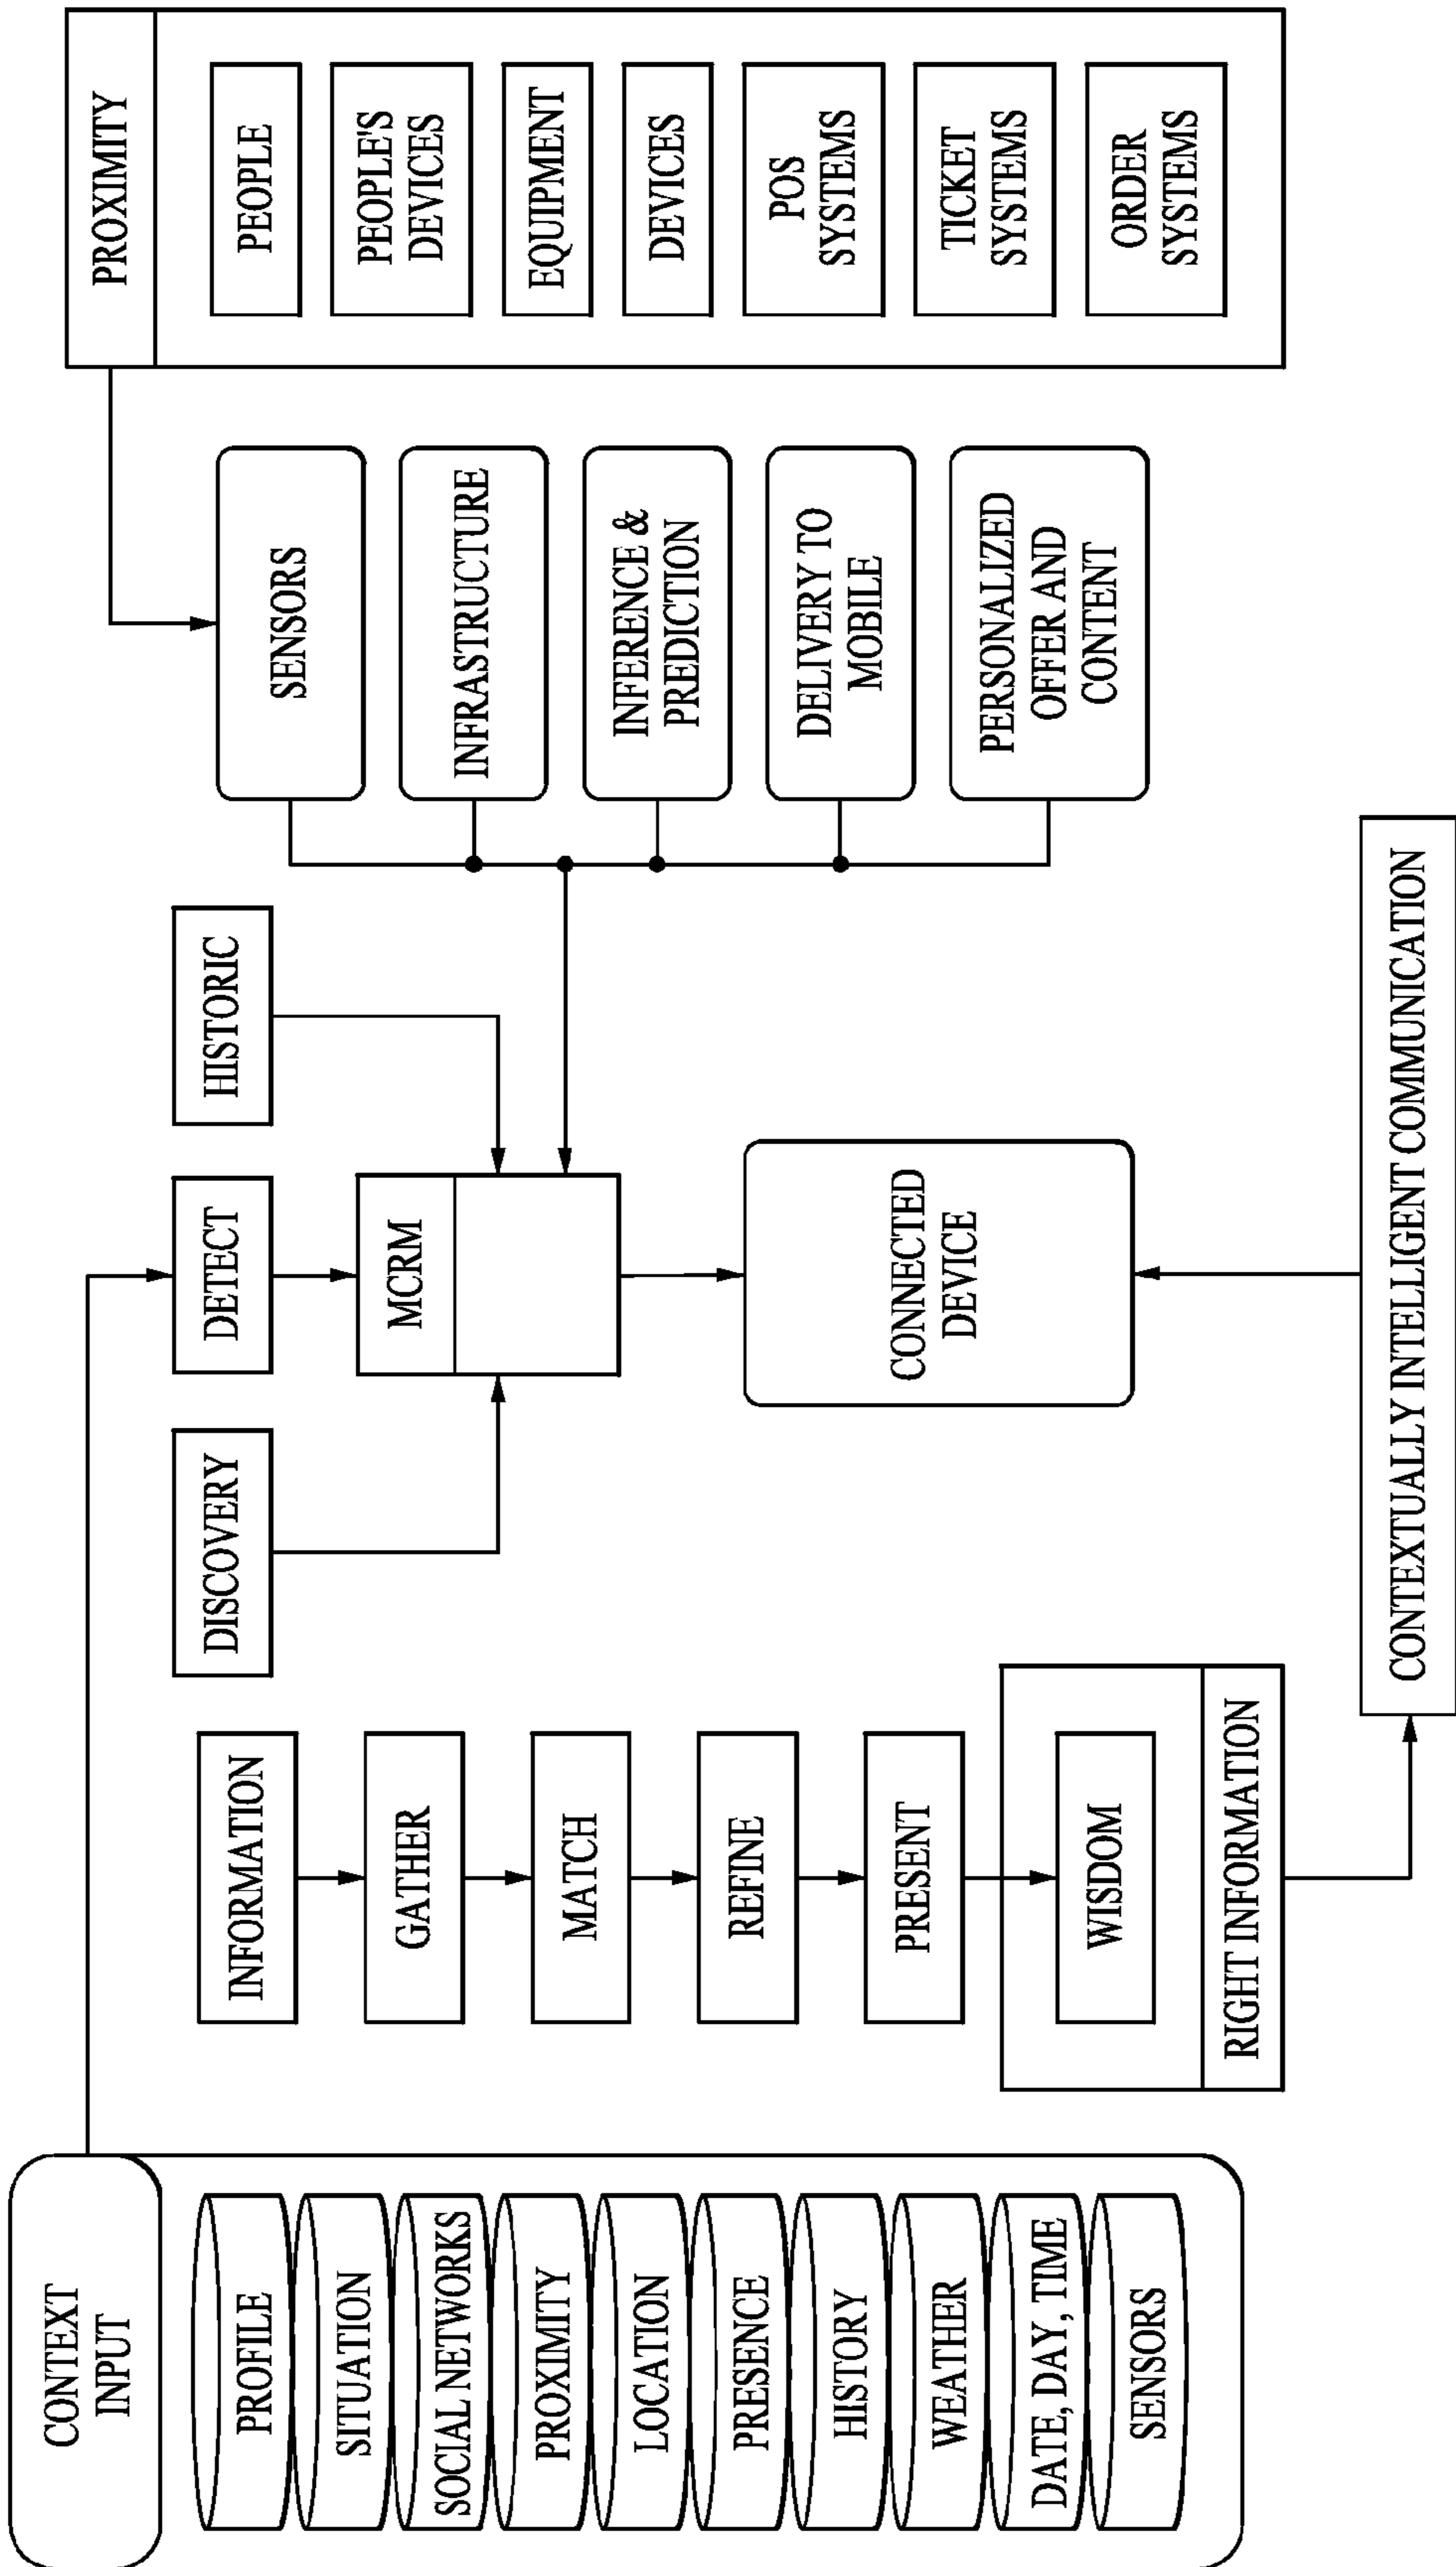 CONTEXT
INPUT
PROFILE
SITUATION
SOCIAL NETWORKS
PROXIMITY
LOCATION
PRESENCE
HISTORY
WEATHER
DATE, DAY, TIME
SENSORS
INFORMATION
GATHER
MATCH
REFINE
PRESENT
WISDOM
RIGHT INFORMATION
DISCOVERY
DETECT
HISTORIC
MCRM
CONNECTED
DEVICE
CONTEXTUALLY INTELLIGENT COMMUNICATION
SENSORS
INFRASTRUCTURE
INFERENCE &
PREDICTION
DELIVERY TO
MOBILE
PERSONALIZED
OFFER AND
CONTENT
PROXIMITY
PEOPLE
PEOPLE'S
DEVICES
EQUIPMENT
DEVICES
POS
SYSTEMS
TICKET
SYSTEMS
ORDER
SYSTEMS